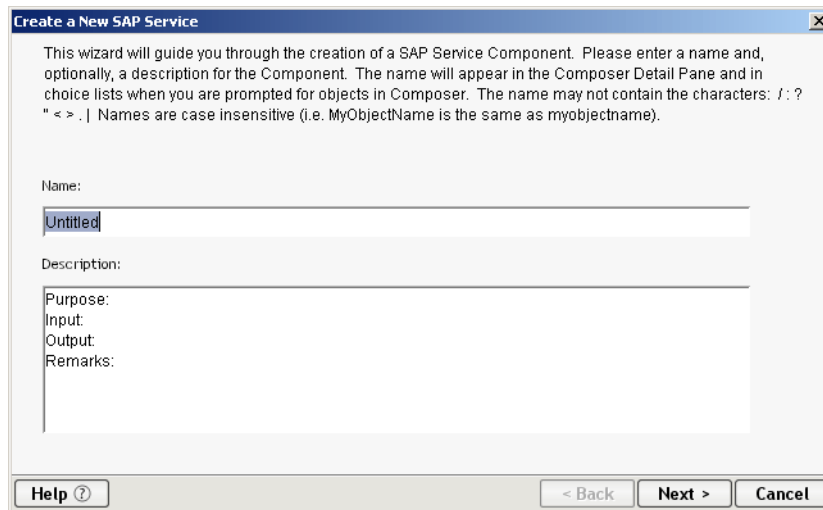 Create a New SAP Service
This wizard will guide you through the creation of a SAP Service Component. Please enter a name and,
optionally, a description for the Component. The name will appear in the Composer Detail Pane and in
choice lists when you are prompted for objects in Composer. The name may not contain the characters: / : ?
" < > . | Names are case insensitive (i.e. MyObjectName is the same as myobjectname).
Name:
Untitled
Description:
Purpose:
Input:
Output:
Remarks:
Help ? < Back Next > Cancel